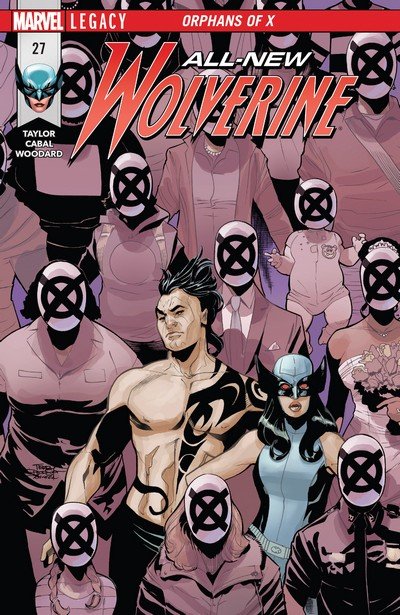 MARVEL LEGACY ORPHANS OF X
27
ALL-NEW
WOLVERINE
TAYLOR
CABAL
WOODARD